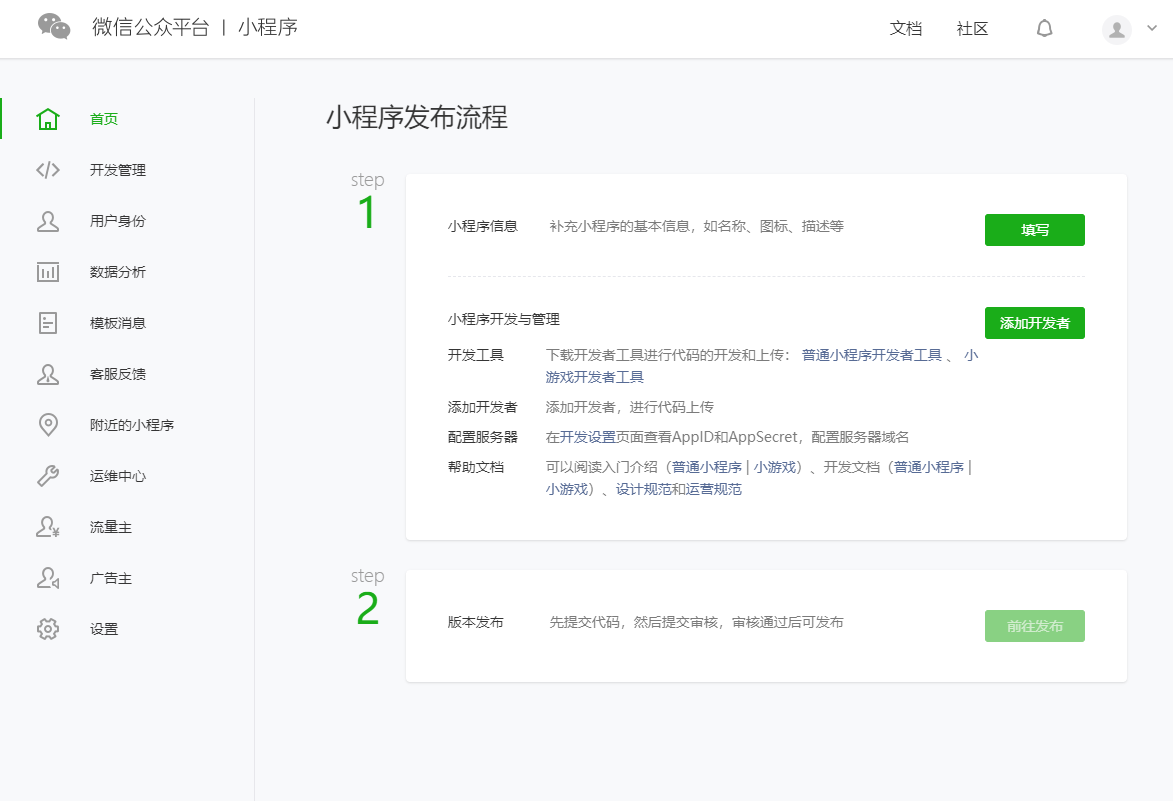 微信公众平台 | 小程序
文档
社区
首页
开发管理
用户身份
数据分析
模板消息
客服反馈
附近的小程序
运维中心
流量主
广告主
设置
小程序发布流程
step
1
小程序信息 补充小程序的基本信息，如名称、图标、描述等
填写
小程序开发与管理
添加开发者
开发工具 下载开发者工具进行代码的开发和上传： 普通小程序开发者工具 、 小
游戏开发者工具
添加开发者 添加开发者，进行代码上传
配置服务器 在开发设置页面查看AppID和AppSecret，配置服务器域名
帮助文档 可以阅读入门介绍（普通小程序 | 小游戏）、开发文档（普通小程序 |
小游戏）、设计规范和运营规范
step
2
版本发布 先提交代码，然后提交审核，审核通过后可发布
前往发布